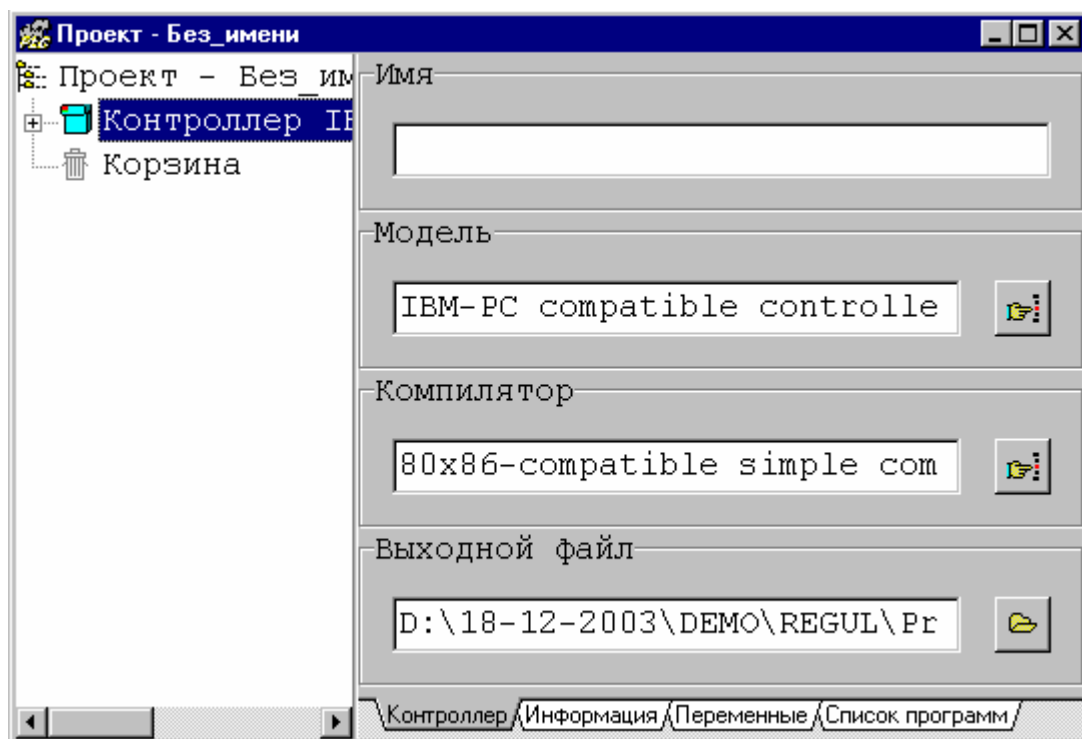 Проект - Без_имени
Проект - Без_им
Контроллер IB
Корзина
Имя
Модель
IBM-PC compatible controlle
Компилятор
80x86-compatible simple com
Выходной файл
D:\18-12-2003\DEMO\REGUL\Pr
Контроллер Информация Переменные Список программ